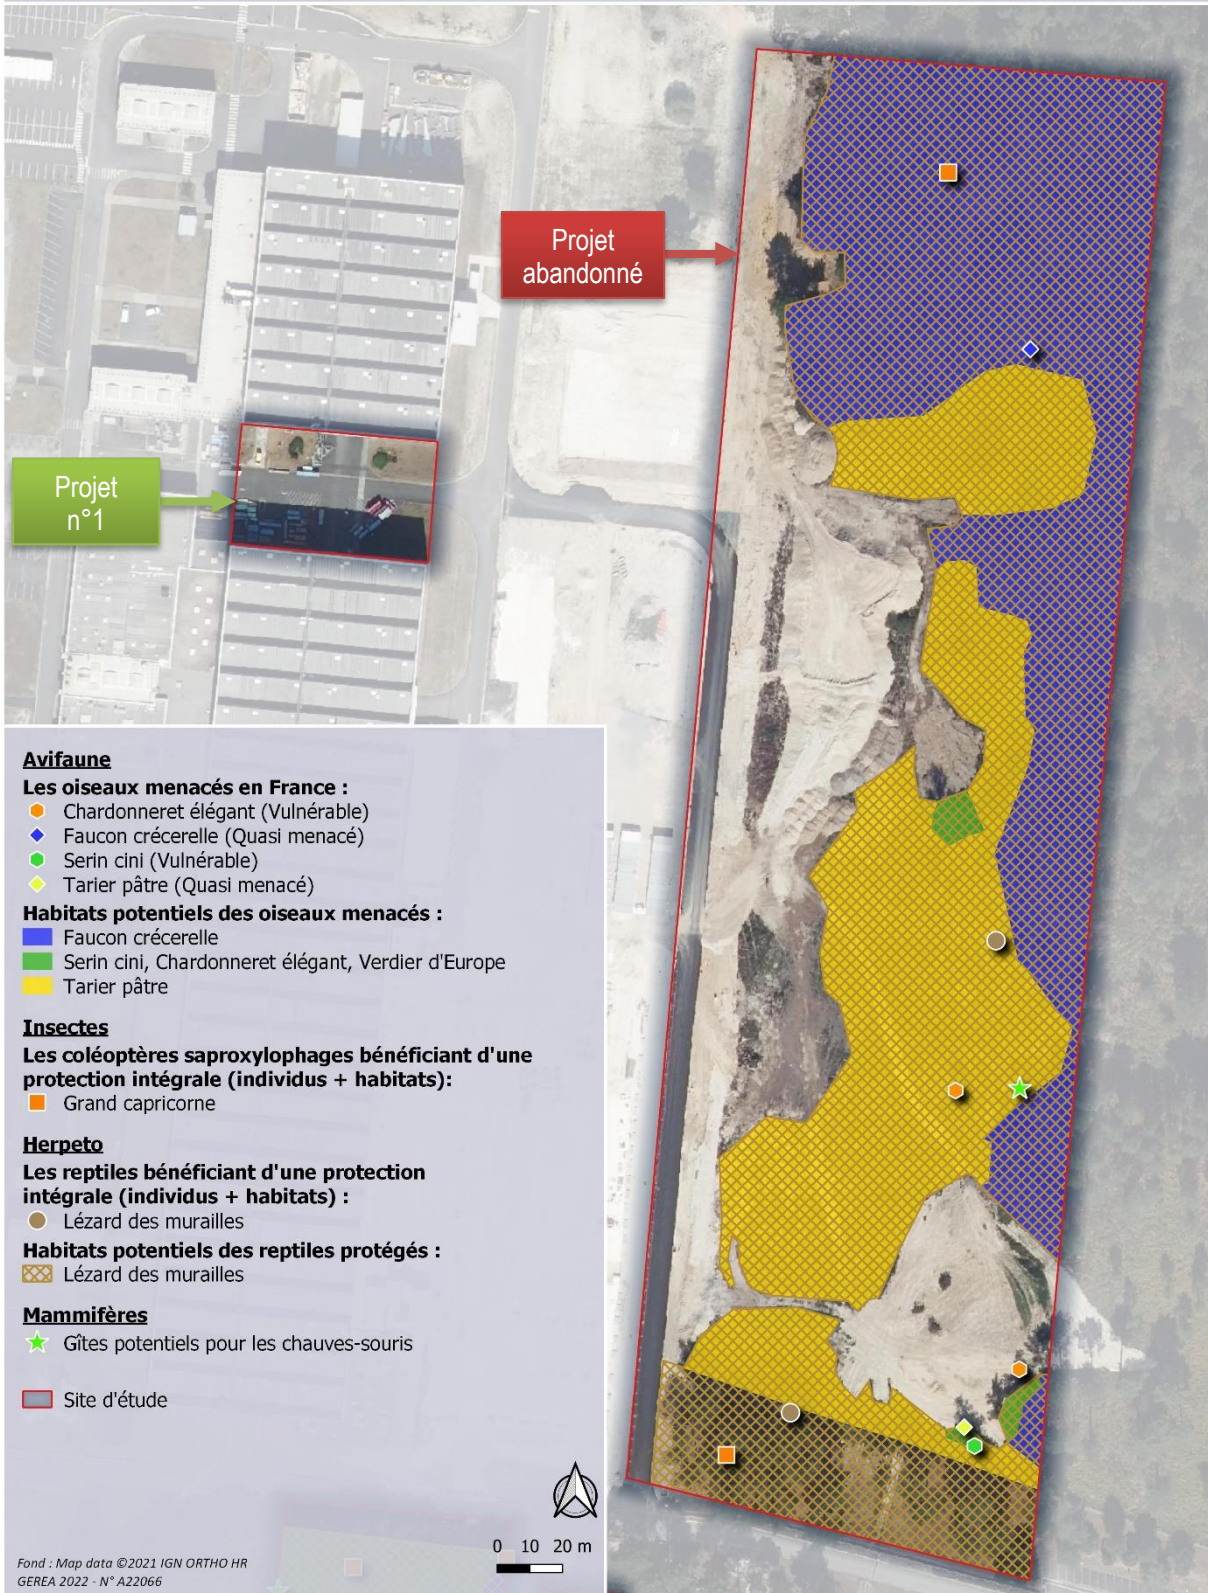 Projet
abandonné
Projet
n°1
Avifaune
Les oiseaux menacés en France :
Chardonneret élégant (Vulnérable)
Faucon crécerelle (Quasi menacé)
Serin cini (Vulnérable)
Tarier pâtre (Quasi menacé)
Habitats potentiels des oiseaux menacés :
Faucon crécerelle
Serin cini, Chardonneret élégant, Verdier d'Europe
Tarier pâtre
Insectes
Les coléoptères saproxylophages bénéficiant d'une
protection intégrale (individus + habitats):
Grand capricorne
Herpeto
Les reptiles bénéficiant d'une protection
intégrale (individus + habitats) :
Lézard des murailles
Habitats potentiels des reptiles protégés :
Lézard des murailles
Mammifères
Gîtes potentiels pour les chauves-souris
Site d'étude
0 10 20 m
Fond : Map data ©2021 IGN ORTHO HR
GEREA 2022 - N° A22066